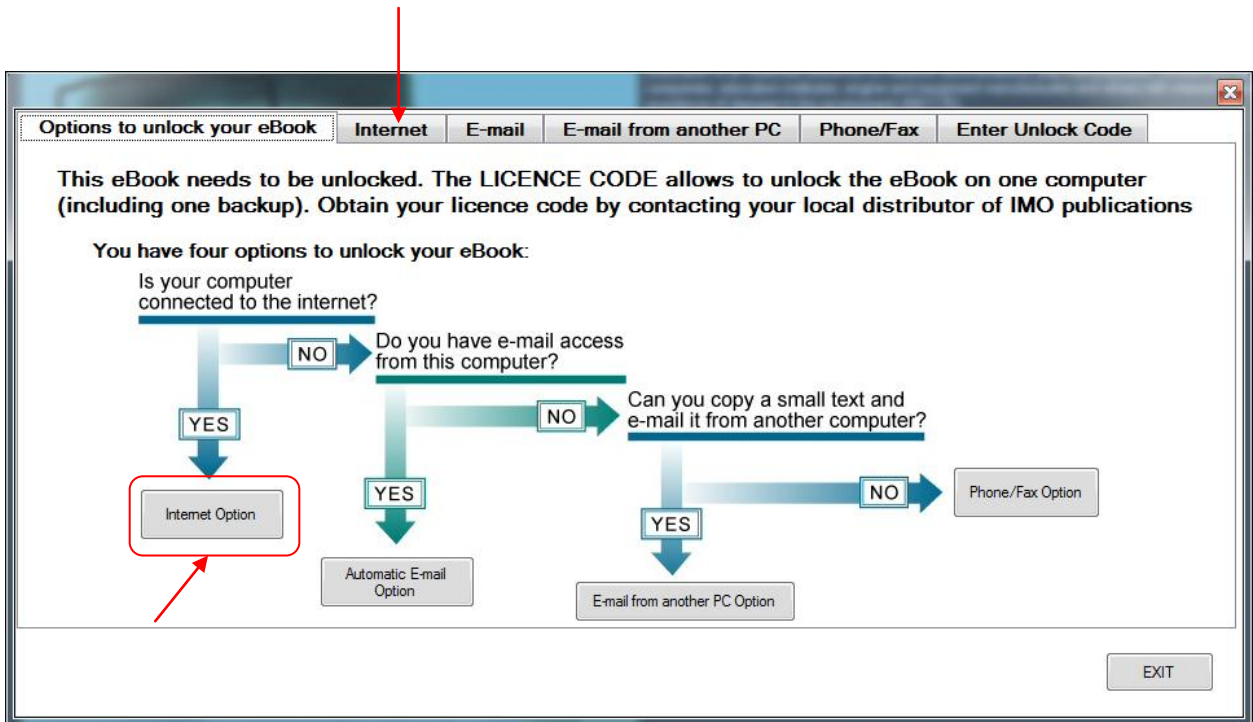 Options to unlock your eBook
Internet
E-mail
E-mail from another PC
Phone/Fax
Enter Unlock Code
This eBook needs to be unlocked. The LICENCE CODE allows to unlock the eBook on one computer
(including one backup). Obtain your licence code by contacting your local distributor of IMO publications
You have four options to unlock your eBook:
Is your computer
connected to the internet?
NO
Do you have e-mail access
from this computer?
YES
NO
Can you copy a small text and
e-mail it from another computer?
Internet Option
YES
NO
Phone/Fax Option
YES
Automatic E-mail
Option
E-mail from another PC Option
EXIT